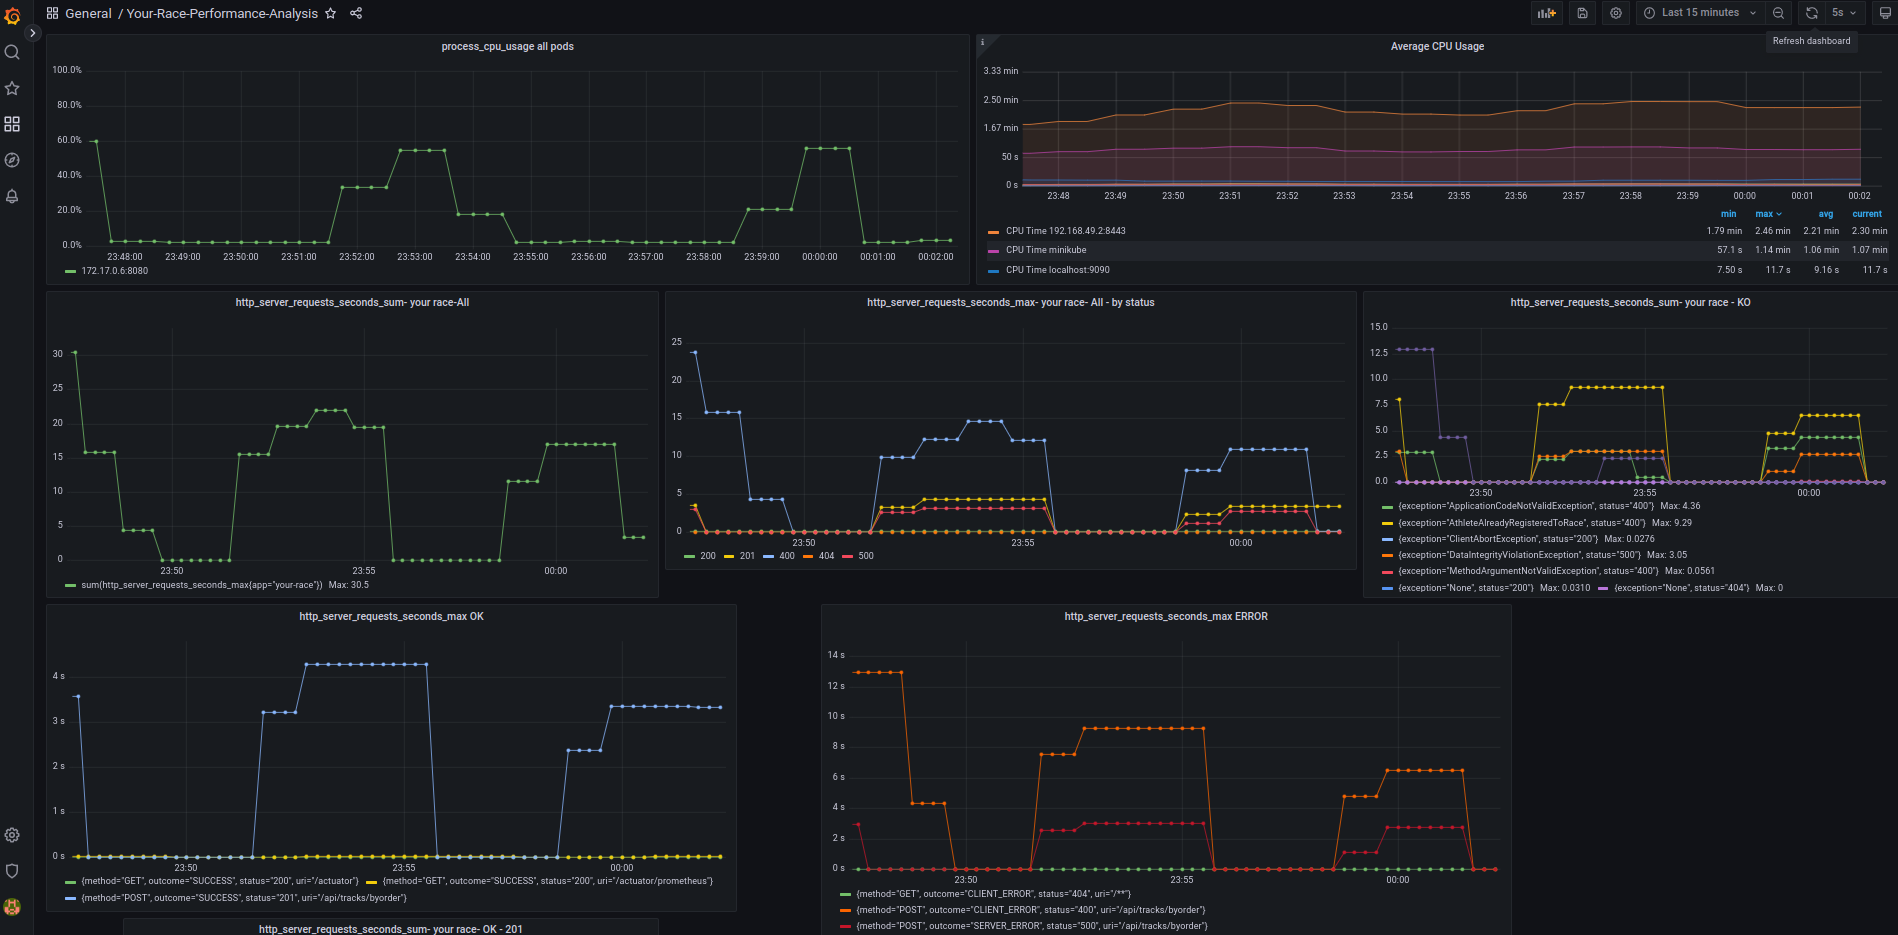 General / Your-Race-Performance-Analysis
Last 15 minutes
5s
Refresh dashboard
process_cpu_usage all pods
100.0%
80.0%
60.0%
40.0%
20.0%
0.0%
23:48:00 23:49:00 23:50:00 23:51:00 23:52:00 23:53:00 23:54:00 23:55:00 23:56:00 23:57:00 23:58:00 23:59:00 00:00:00 00:01:00 00:02:00
172.17.0.6:8080
i
Average CPU Usage
3.33 min
2.50 min
1.67 min
50 s
0 s
23:48 23:49 23:50 23:51 23:52 23:53 23:54 23:55 23:56 23:57 23:58 23:59 00:00 00:01 00:02
min max avg current
CPU Time 192.168.49.2:8443 1.79 min 2.46 min 2.21 min 2.30 min
CPU Time minikube 57.1 s 1.14 min 1.06 min 1.07 min
CPU Time localhost:9090 7.50 s 11.7 s 9.16 s 11.7 s
http_server_requests_seconds_sum- your race-All
30
25
20
15
10
5
0
23:50 23:55 00:00
sum(http_server_requests_seconds_max{app="your-race"}) Max: 30.5
http_server_requests_seconds_max- your race- All - by status
25
20
15
10
5
0
23:50 23:55 00:00
200 201 400 404 500
http_server_requests_seconds_sum- your race - KO
15.0
12.5
10.0
7.5
5.0
2.5
0.0
23:50 23:55 00:00
{exception="ApplicationCodeNotValidException", status="400"} Max: 4.36
{exception="AthleteAlreadyRegisteredToRace", status="400"} Max: 9.29
{exception="ClientAbortException", status="200"} Max: 0.0276
{exception="DataIntegrityViolationException", status="500"} Max: 3.05
{exception="MethodArgumentNotValidException", status="400"} Max: 0.0561
{exception="None", status="200"} Max: 0.0310 {exception="None", status="404"} Max: 0
http_server_requests_seconds_max OK
4 s
3 s
2 s
1 s
0 s
23:50 23:55 00:00
{method="GET", outcome="SUCCESS", status="200", uri="/actuator"} {method="GET", outcome="SUCCESS", status="200", uri="/actuator/prometheus"}
{method="POST", outcome="SUCCESS", status="201", uri="/api/tracks/byorder"}
http_server_requests_seconds_max ERROR
14 s
12 s
10 s
8 s
6 s
4 s
2 s
0 s
23:50 23:55 00:00
{method="GET", outcome="CLIENT_ERROR", status="404", uri="/**"}
{method="POST", outcome="CLIENT_ERROR", status="400", uri="/api/tracks/byorder"}
{method="POST", outcome="SERVER_ERROR", status="500", uri="/api/tracks/byorder"}
http_server_requests_seconds_sum- your race- OK - 201